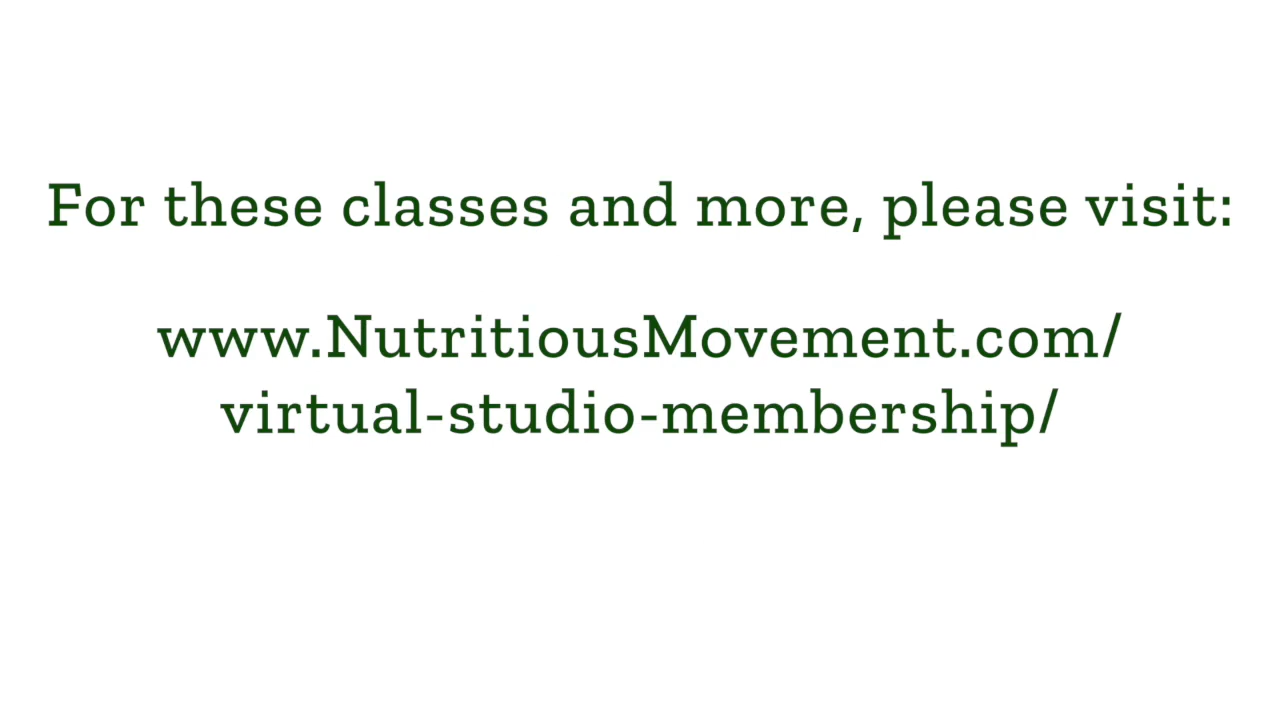 For these classes and more, please visit:
www.NutritiousMovement.com/
virtual-studio-membership/